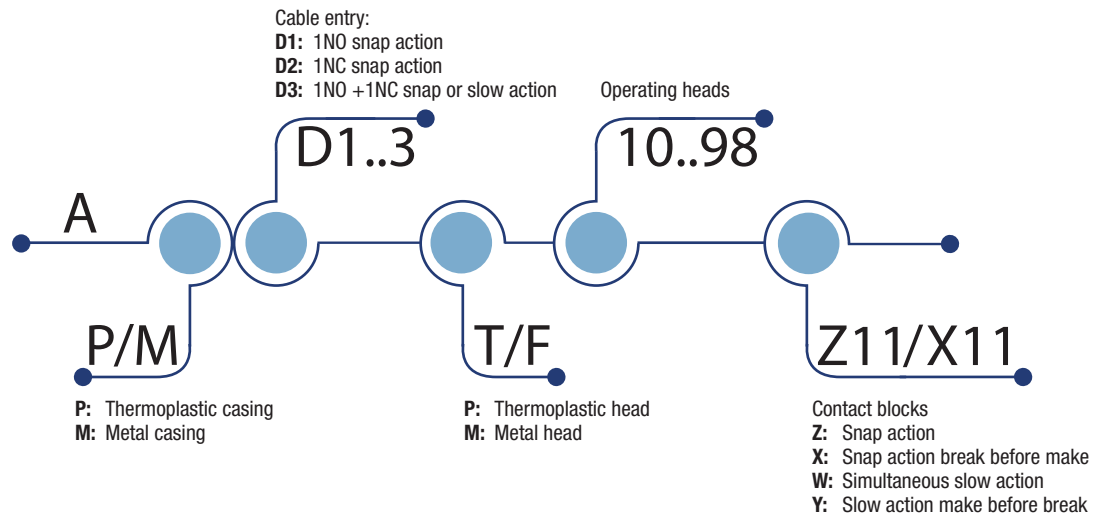 Cable entry:
D1: 1NO snap action
D2: 1NC snap action
D3: 1NO +1NC snap or slow action
Operating heads
D1..3
10..98
A
P/M
T/F
Z11/X11
P: Thermoplastic casing
M: Metal casing
P: Thermoplastic head
M: Metal head
Contact blocks
Z: Snap action
X: Snap action break before make
W: Simultaneous slow action
Y: Slow action make before break